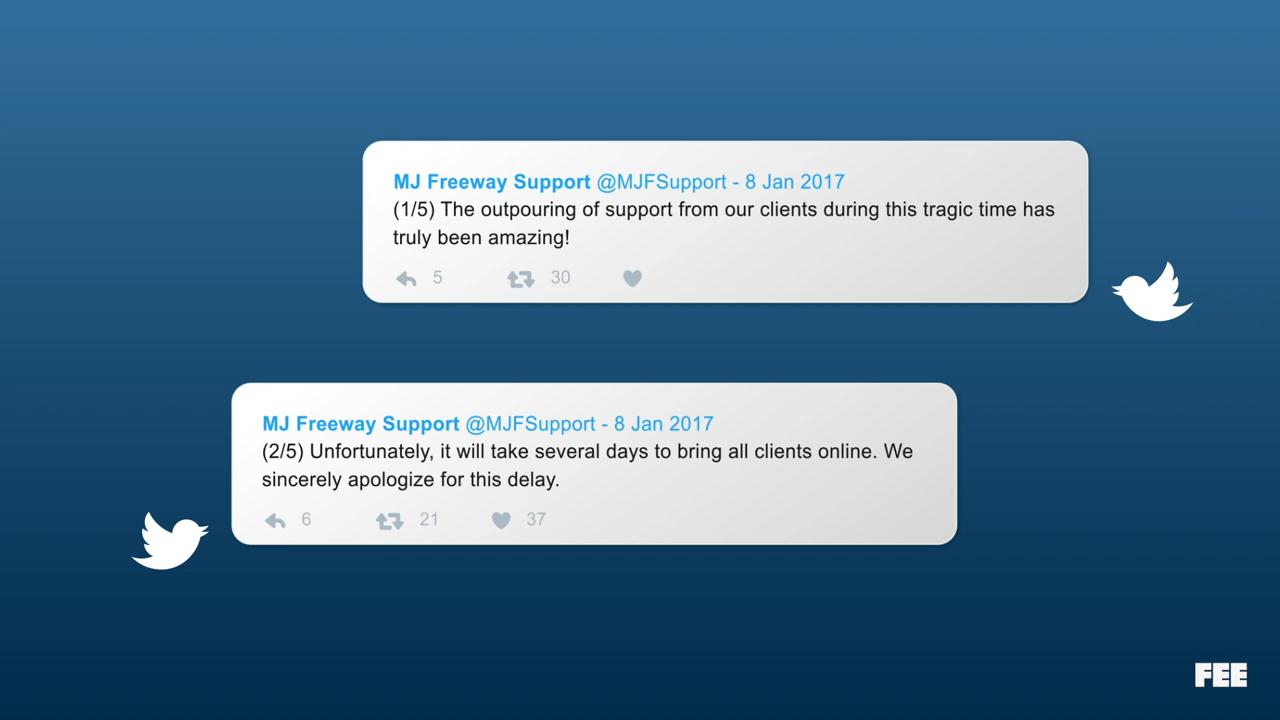 MJ Freeway Support @MJFSupport - 8 Jan 2017
(1/5) The outpouring of support from our clients during this tragic time has
truly been amazing!
5 30
MJ Freeway Support @MJFSupport - 8 Jan 2017
(2/5) Unfortunately, it will take several days to bring all clients online. We
sincerely apologize for this delay.
6 21 37
FEE